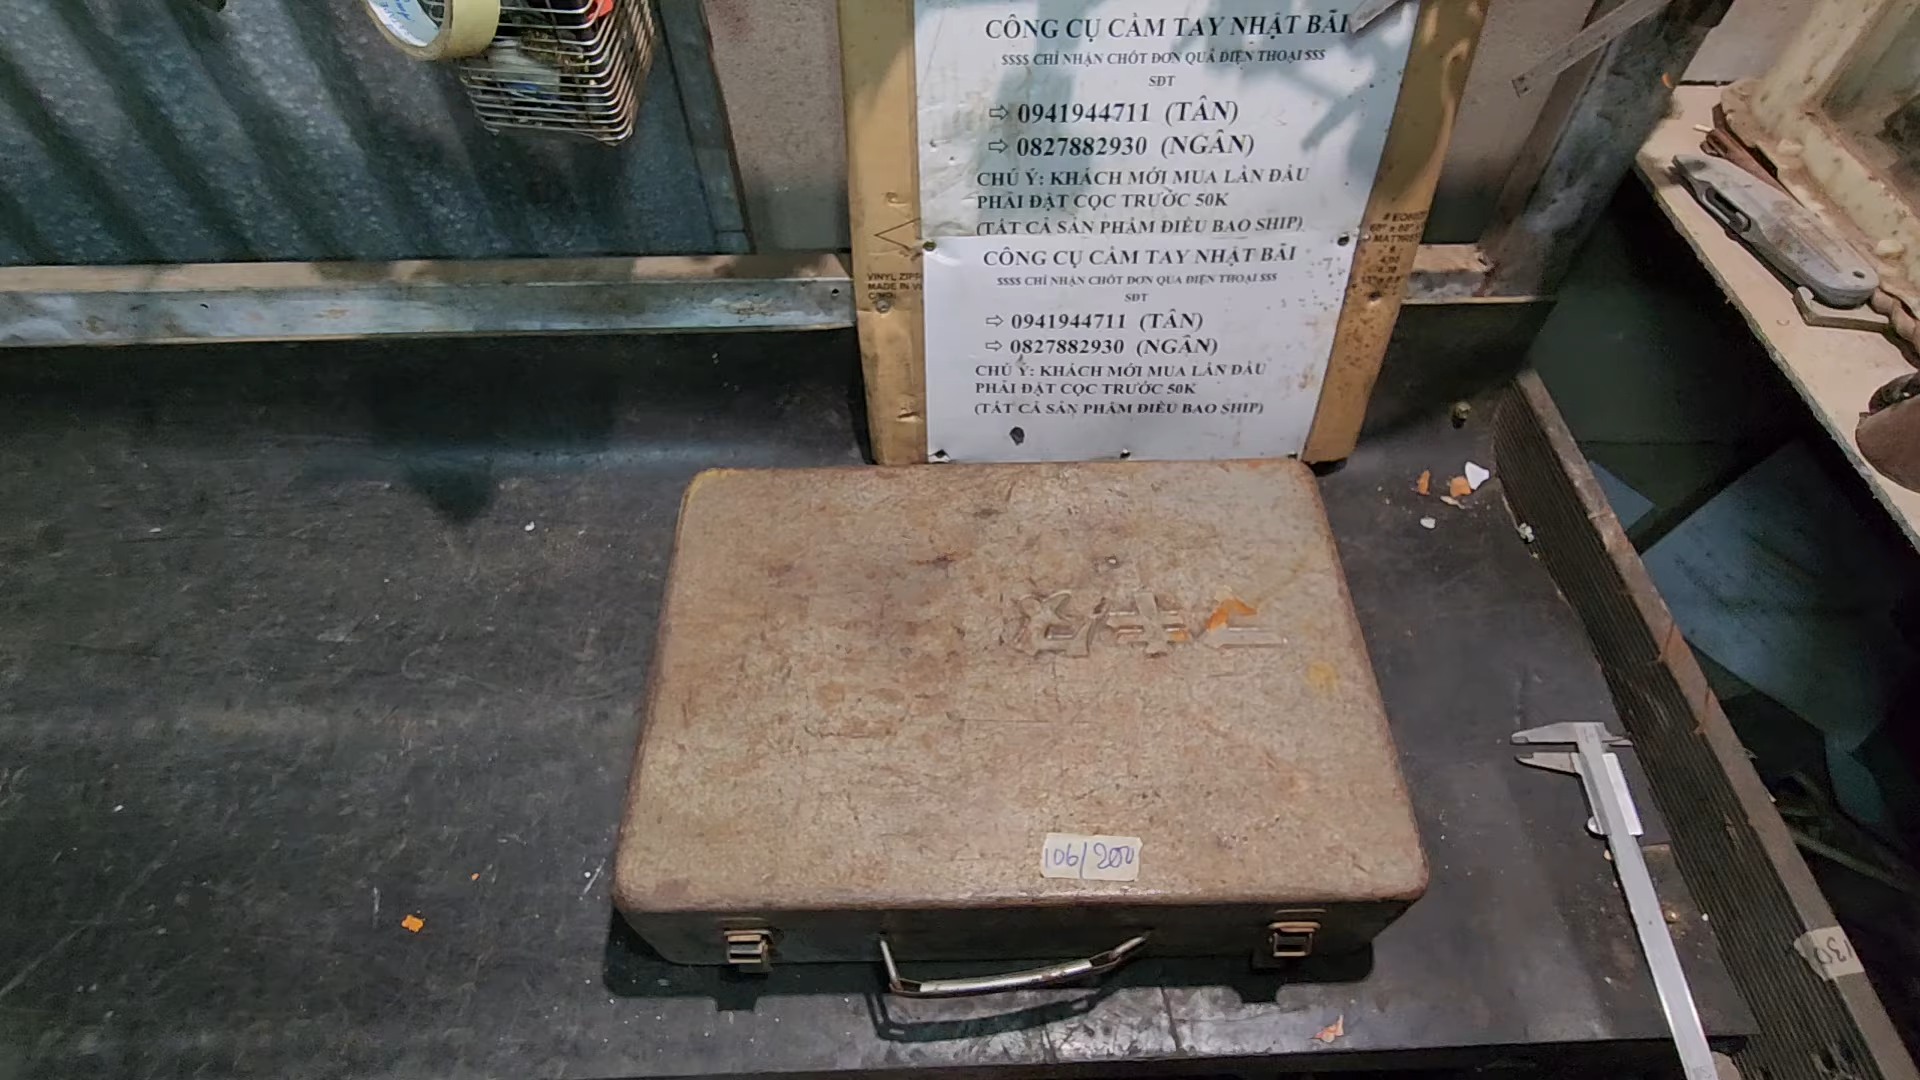 CÔNG CỤ CẦM TAY NHẬT BÃI
$$$$ CHỈ NHẬN CHỐT ĐƠN QUA ĐIỆN THOẠI $$$
SĐT
⇨ 0941944711 (TÂN)
⇨ 0827882930 (NGÂN)
CHÚ Ý: KHÁCH MỚI MUA LẦN ĐẦU
PHẢI ĐẶT CỌC TRƯỚC 50K
(TẤT CẢ SẢN PHẨM ĐIỀU BAO SHIP)
CÔNG CỤ CẦM TAY NHẬT BÃI
$$$$ CHỈ NHẬN CHỐT ĐƠN QUA ĐIỆN THOẠI $$$
SĐT
⇨ 0941944711 (TÂN)
⇨ 0827882930 (NGÂN)
CHÚ Ý: KHÁCH MỚI MUA LẦN ĐẦU
PHẢI ĐẶT CỌC TRƯỚC 50K
(TẤT CẢ SẢN PHẨM ĐIỀU BAO SHIP)
VINYL
MADE IN
106/200